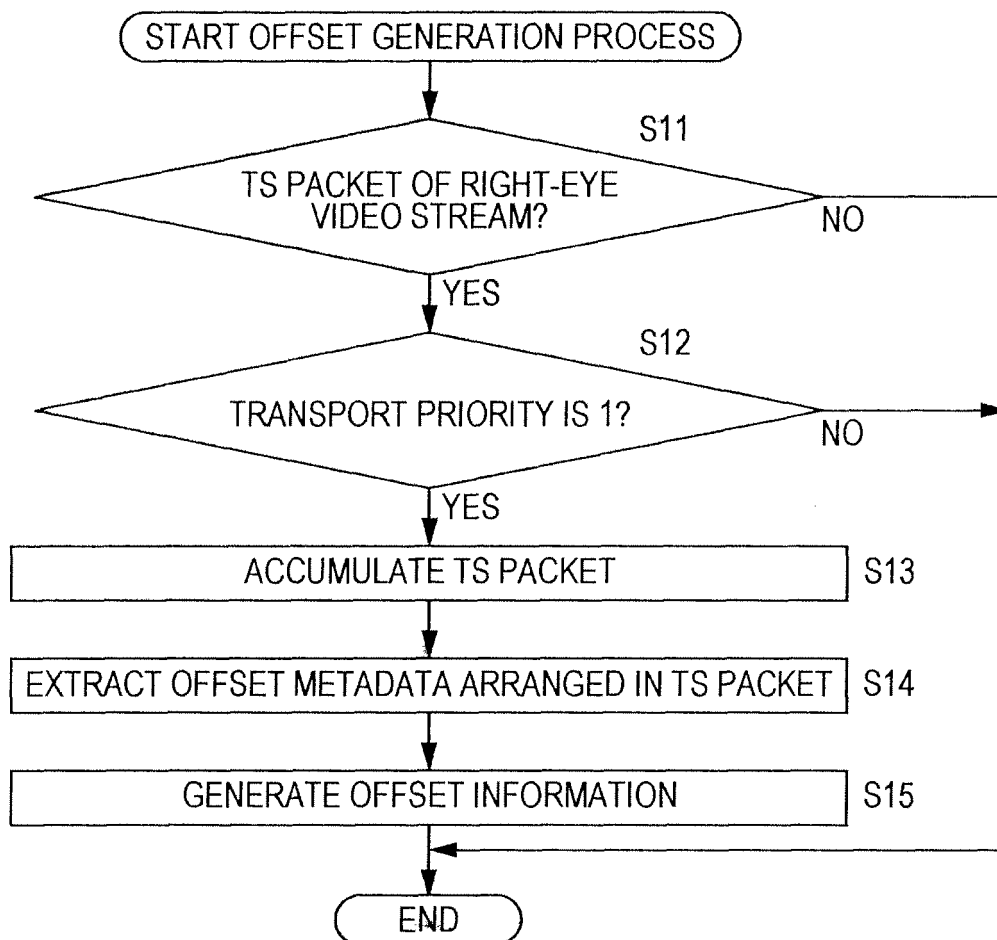 START OFFSET GENERATION PROCESS
S11
TS PACKET OF RIGHT-EYE
VIDEO STREAM?
NO
YES
S12
TRANSPORT PRIORITY IS 1?
NO
YES
ACCUMULATE TS PACKET
S13
EXTRACT OFFSET METADATA ARRANGED IN TS PACKET
S14
GENERATE OFFSET INFORMATION
S15
END